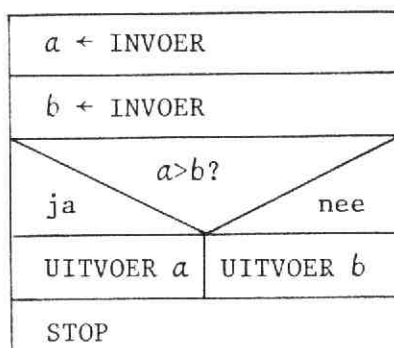 a ← INVOER
b ← INVOER
a>b?
ja nee
UITVOER a UITVOER b
STOP